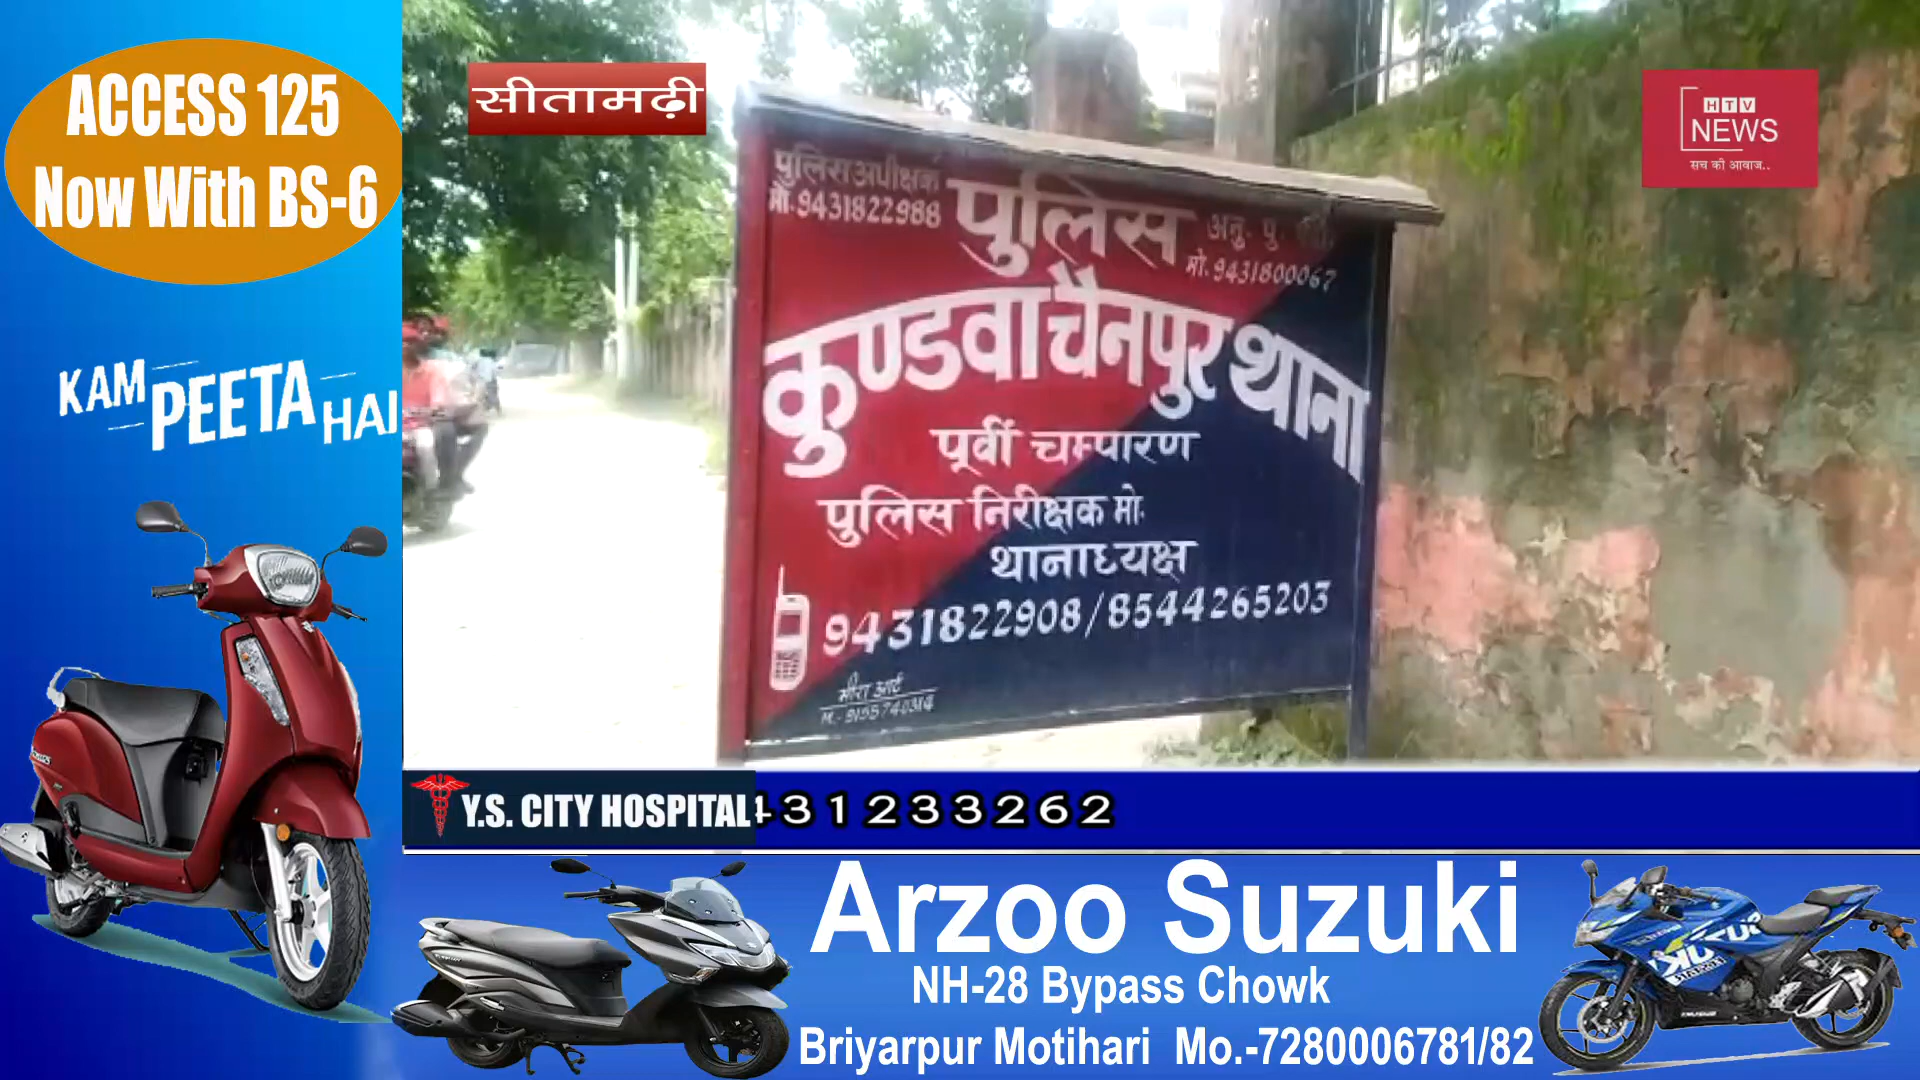 ACCESS 125
Now With BS-6
KAM
PEETA
HAI
सीतामढ़ी
HTV
NEWS
सच की आवाज..
पुलिस अधीक्षक
मो.9431822988
पुलिस
अनु. पु.
मो. 9431800067
कुण्डवा चैनपुर थाना
पूर्वी चम्पारण
पुलिस निरीक्षक मो.
थानाध्यक्ष
9431822908/8544265203
मीरा आर्ट
Y.S. CITY HOSPITAL
431233262
Arzoo Suzuki
NH-28 Bypass Chowk
Briyarpur Motihari Mo.-7280006781/82